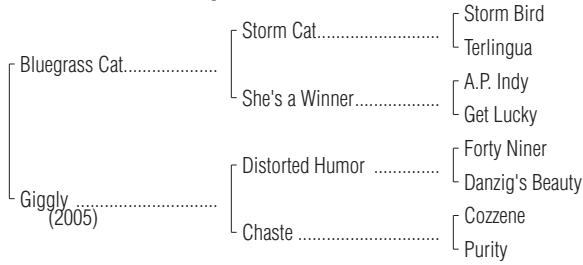 Storm Bird
Storm Cat....................
Terlingua
Bluegrass Cat...................
A.P. Indy
She's a Winner..............
Get Lucky
Forty Niner
Distorted Humor .............
Danzig's Beauty
Giggly ............................
(2005)
Cozzene
Chaste ............................
Purity